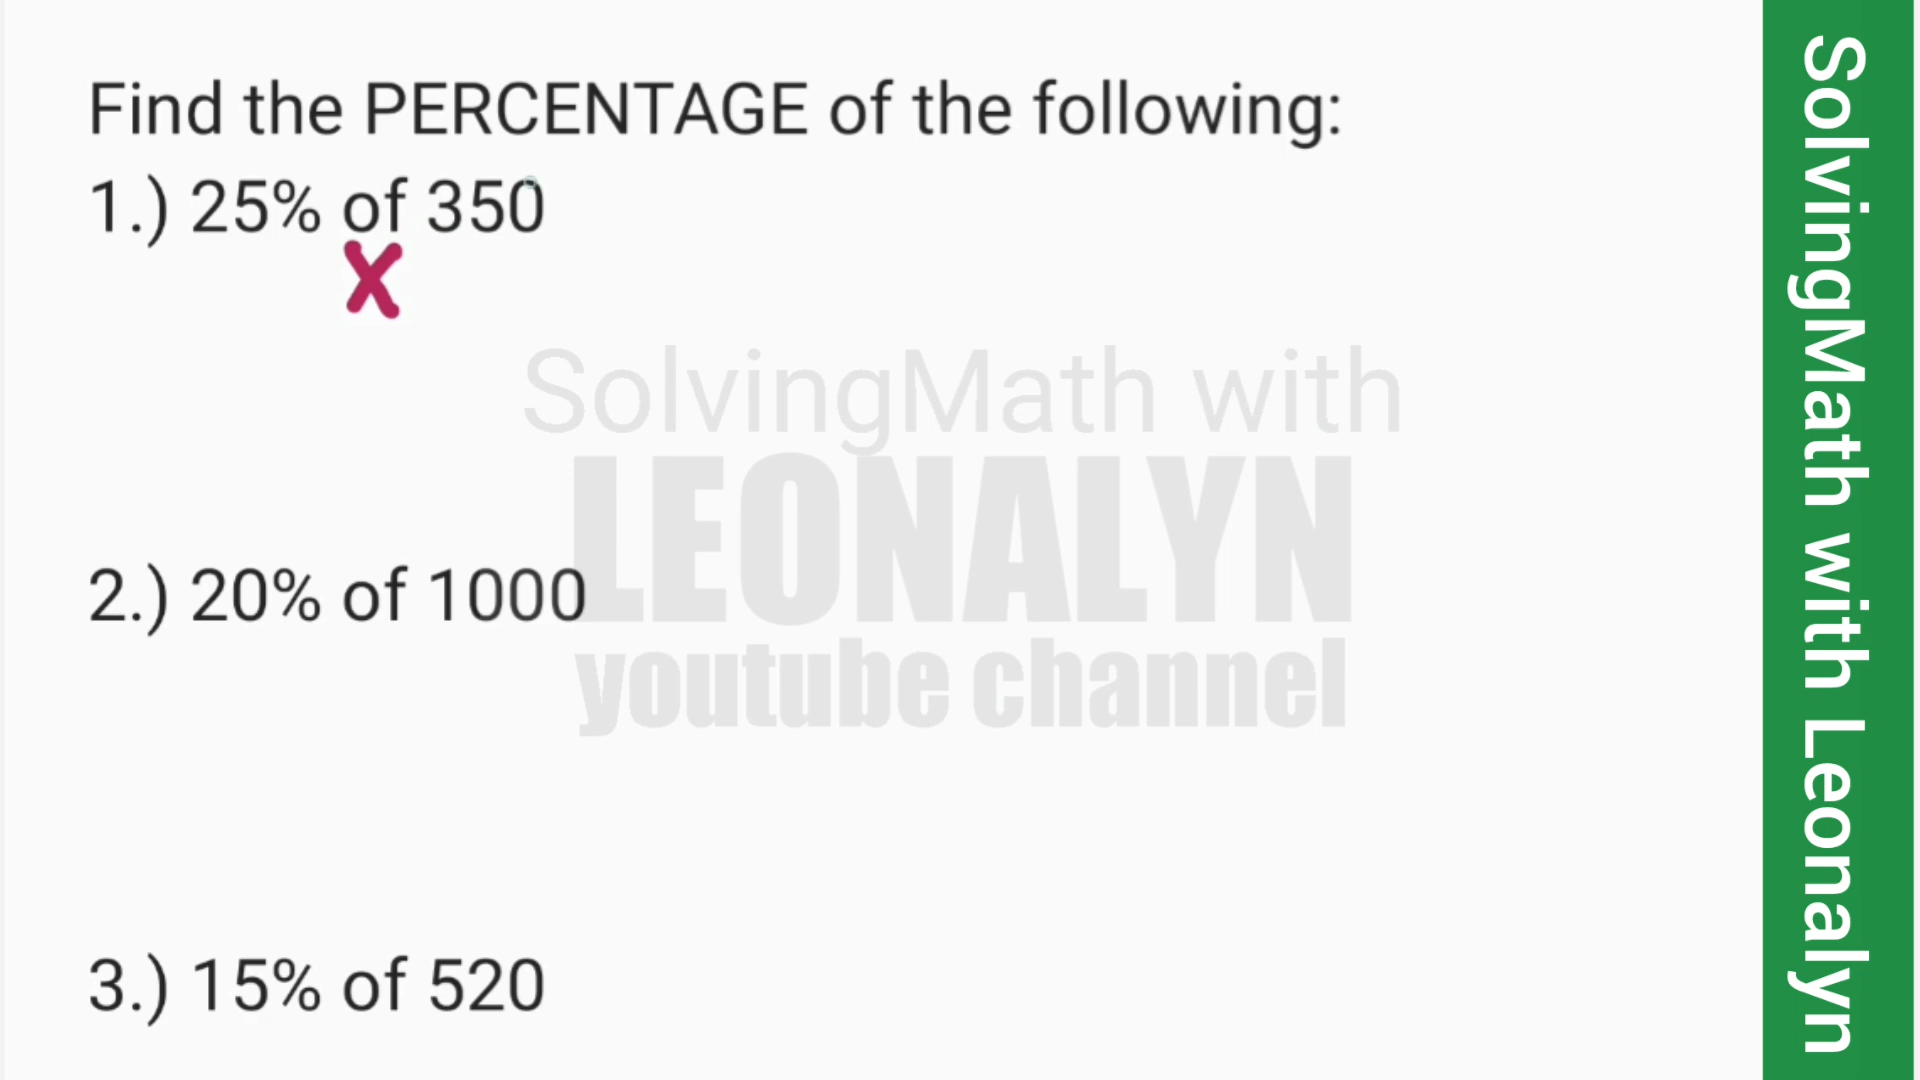 Find the PERCENTAGE of the following:
1.) 25% of 350
x
SolvingMath with
LEONALYN
youtube channel
2.) 20% of 1000
3.) 15% of 520
SolvingMath with Leonalyn